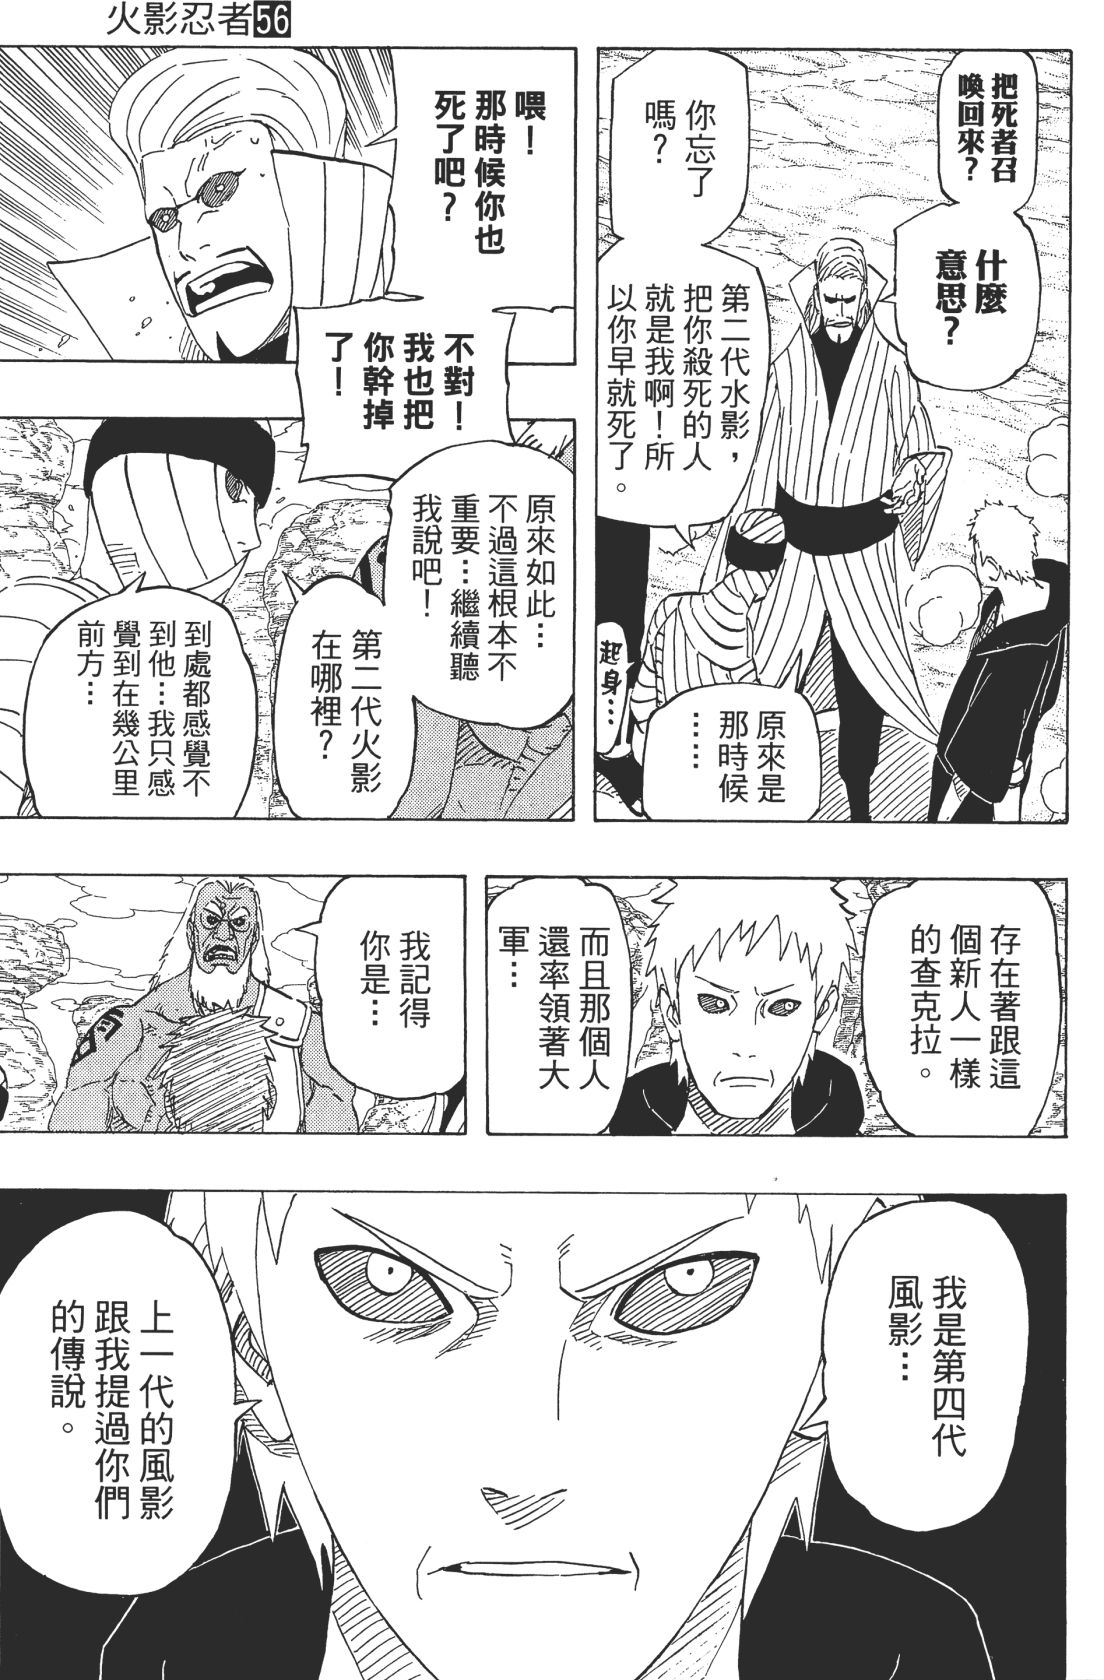 火影忍者56
把死者召
喚回來？
什麼
意思？
你忘了
嗎？
第二代水影，
把你殺死的人
就是我啊！所
以你早就死了。
起身…
原來是
那時候
……
喂！
那時候你也
死了吧？
不對！
我也把
你幹掉
了！
原來如此…
不過這根本不
重要…繼續聽
我說吧！
第二代火影
在哪裡？
到處都感覺不
到他…我只感
覺到在幾公里
前方…
存在著跟這
個新人一樣
的查克拉。
而且那個人
還率領著大
軍…
我記得
你是…
我是第四代
風影…
上一代的風影
跟我提過你們
的傳說。